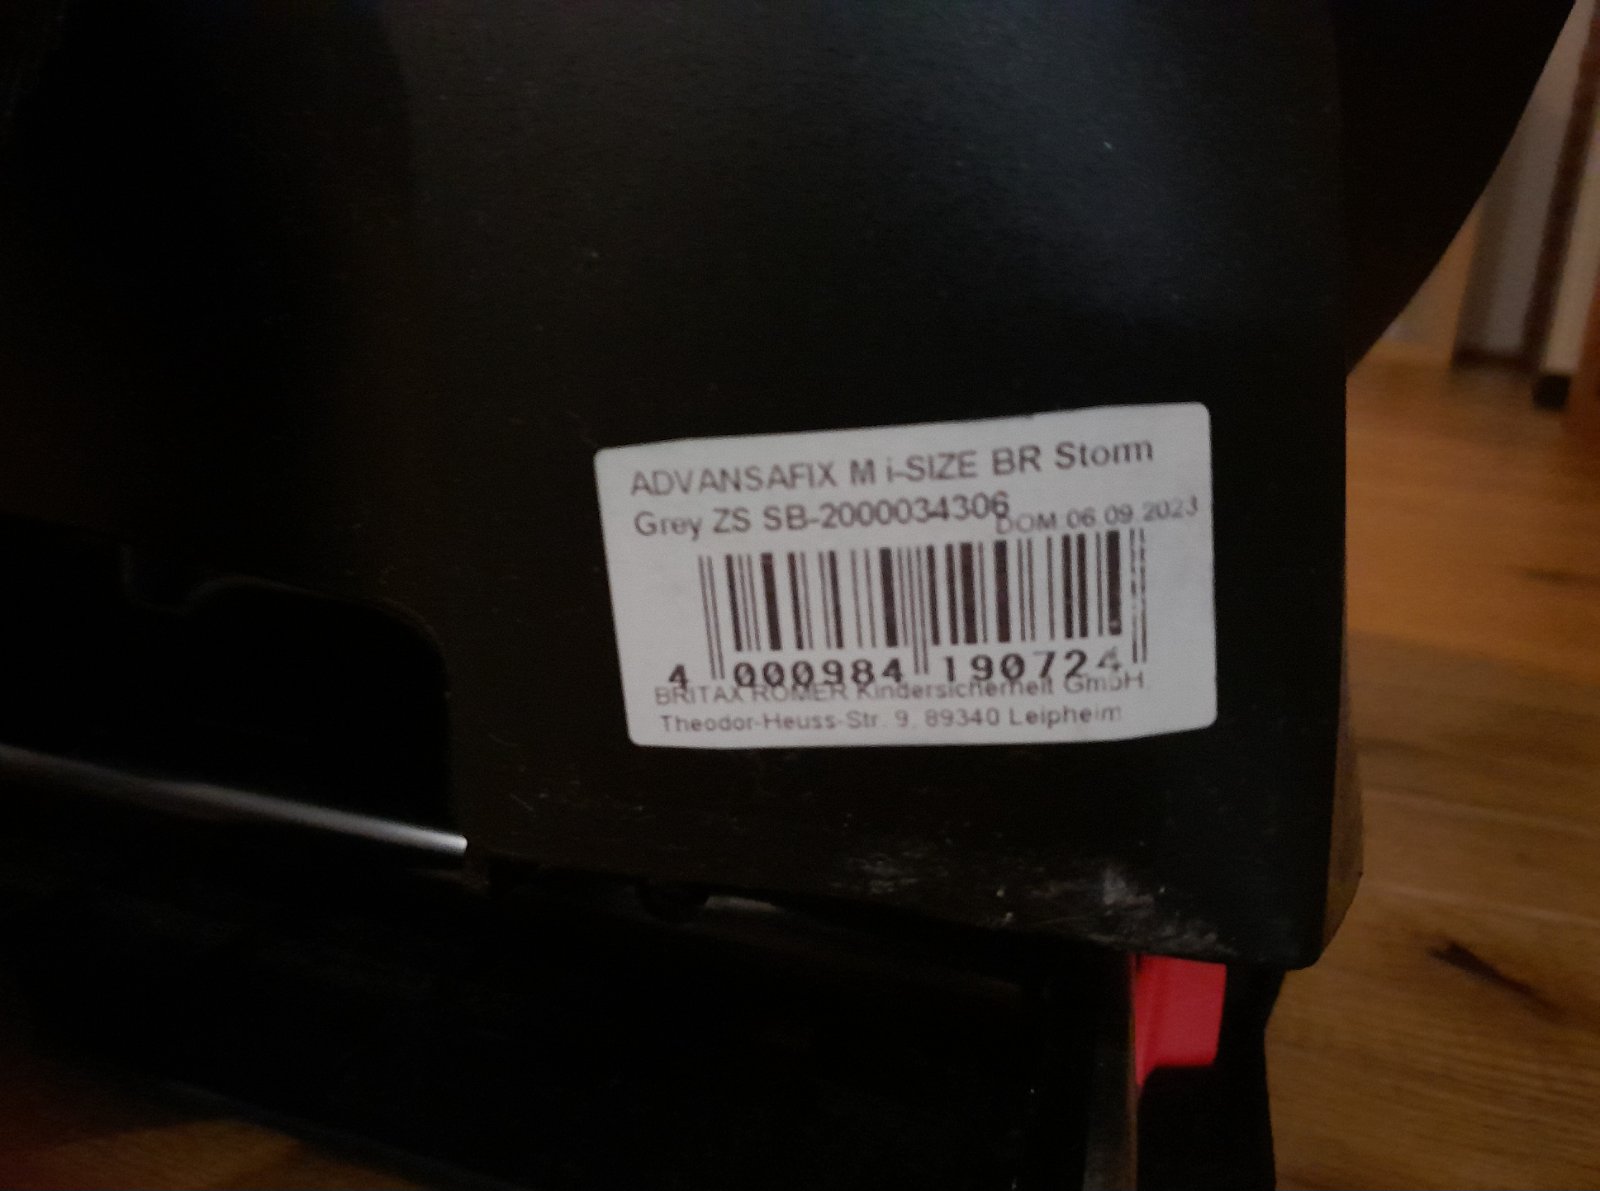 ADVANSAFIX M i-SIZE BR Storm
Grey ZS SB-2000034306
DOM 06.09.2023
4 000984 190724
BRITAX RÖMER Kindersicherheit GmbH
Theodor-Heuss-Str. 9, 89340 Leipheim